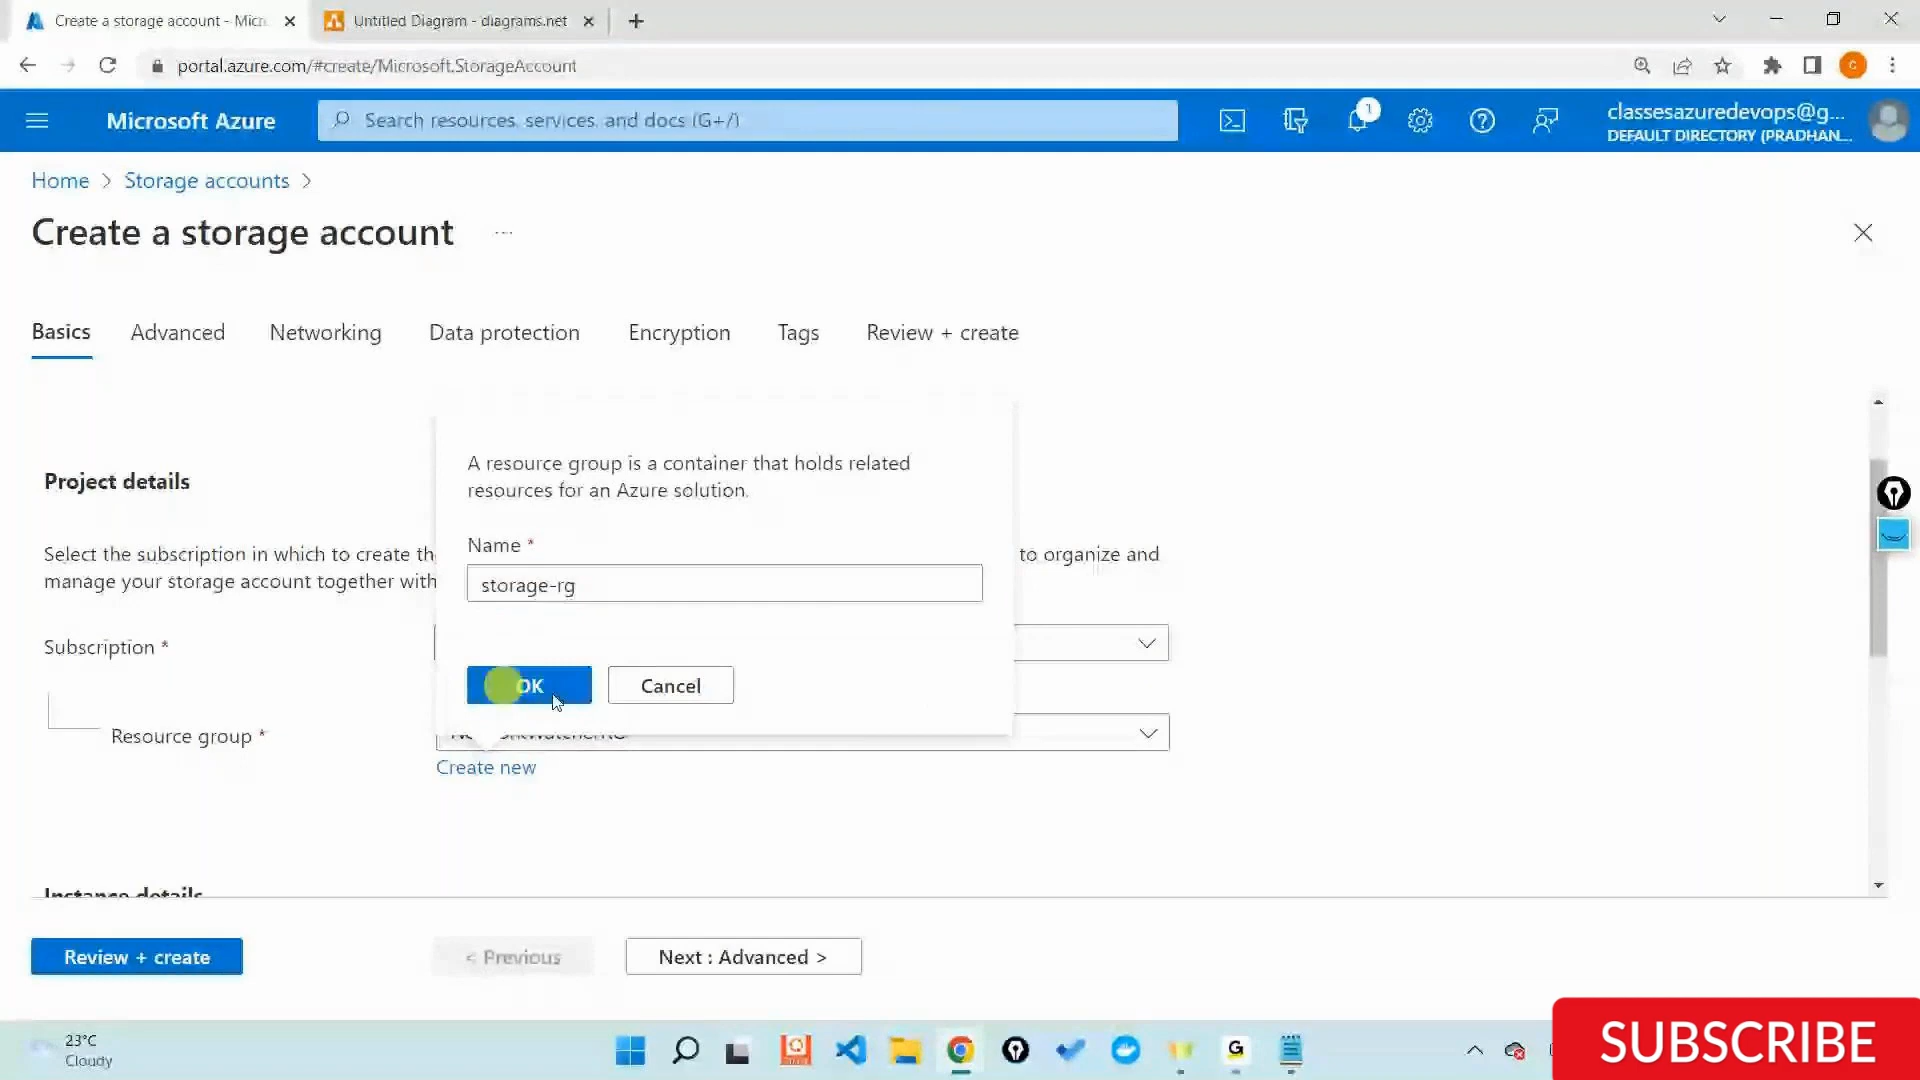 Create a storage account - Micr
Untitled Diagram - diagrams.net
portal.azure.com/#create/Microsoft.StorageAccount
C
Microsoft Azure
Search resources, services, and docs (G+/)
1
classesazuredevops@g...
DEFAULT DIRECTORY (PRADHAN...
Home > Storage accounts >
Create a storage account ...
Basics Advanced Networking Data protection Encryption Tags Review + create
A resource group is a container that holds related
resources for an Azure solution.
Project details
Name *
storage-rg
Select the subscription in which to create th to organize and
manage your storage account together with
Subscription *
OK Cancel
Resource group *
Create new
Instance details
Review + create < Previous Next : Advanced >
23°C
Cloudy
G
SUBSCRIBE